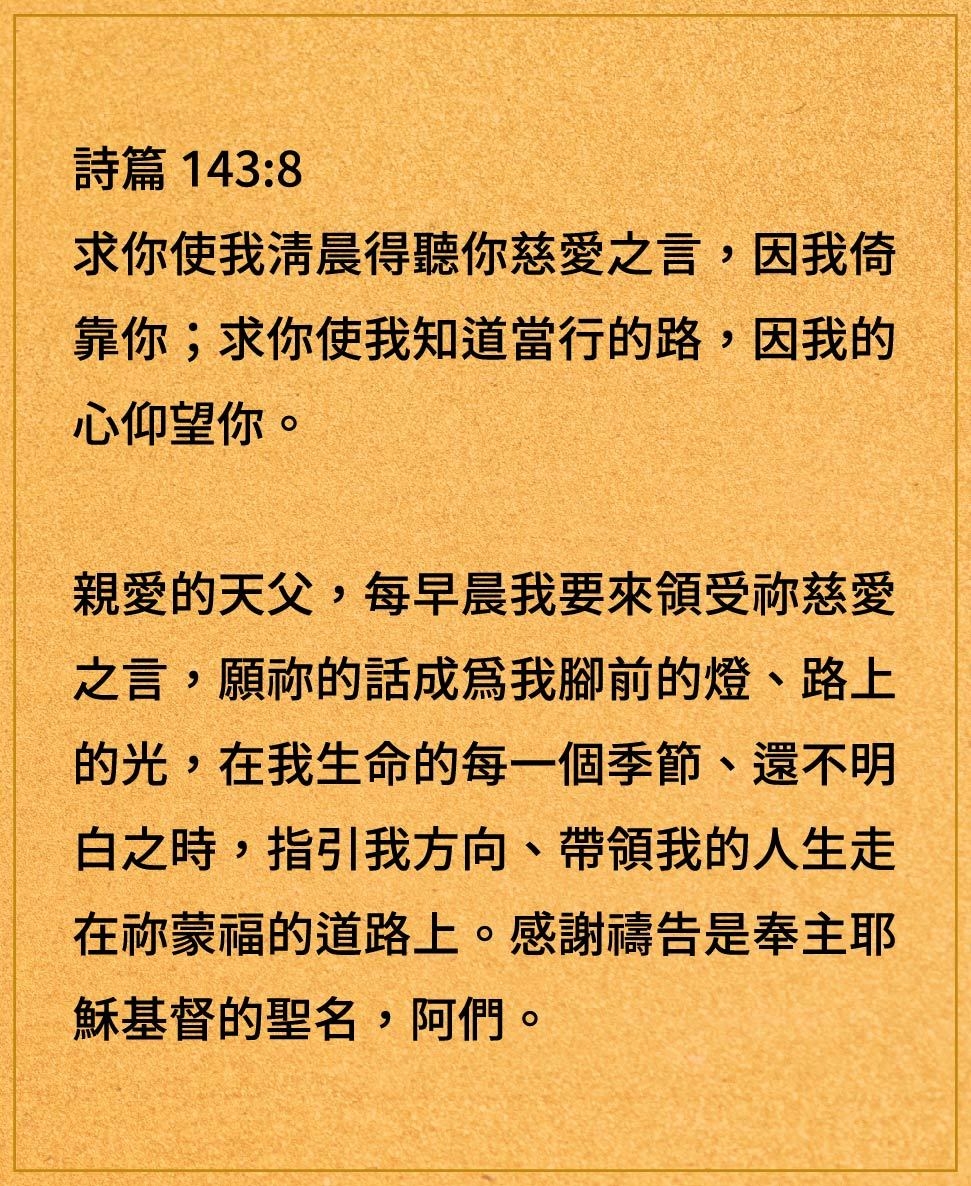 詩篇 143:8
求你使我清晨得聽你慈愛之言，因我倚
靠你；求你使我知道當行的路，因我的
心仰望你。
親愛的天父，每早晨我要來領受祢慈愛
之言，願祢的話成爲我腳前的燈、路上
的光，在我生命的每一個季節、還不明
白之時，指引我方向、帶領我的人生走
在祢蒙福的道路上。感謝禱告是奉主耶
穌基督的聖名，阿們。